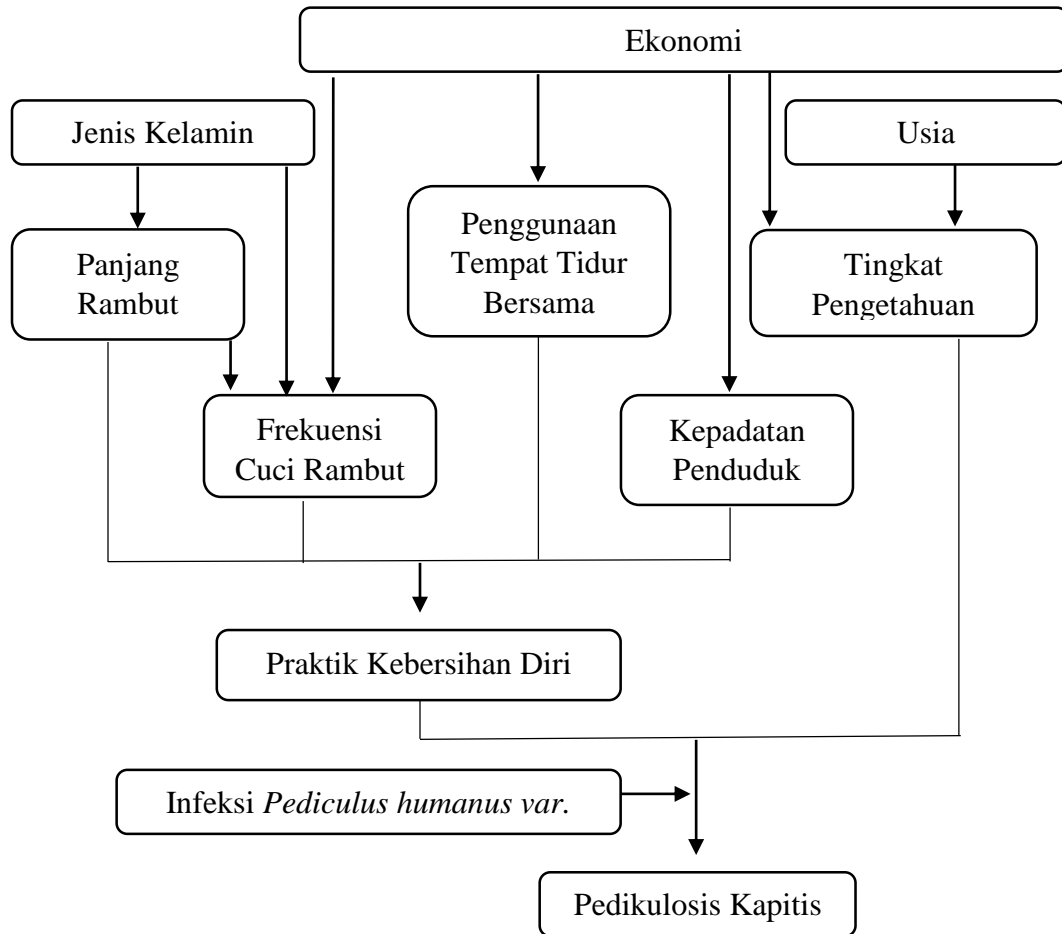 Ekonomi
Jenis Kelamin
Usia
Penggunaan
Tempat Tidur
Bersama
Panjang
Rambut
Tingkat
Pengetahuan
Frekuensi
Cuci Rambut
Kepadatan
Penduduk
Praktik Kebersihan Diri
Infeksi Pediculus humanus var.
Pedikulosis Kapitis